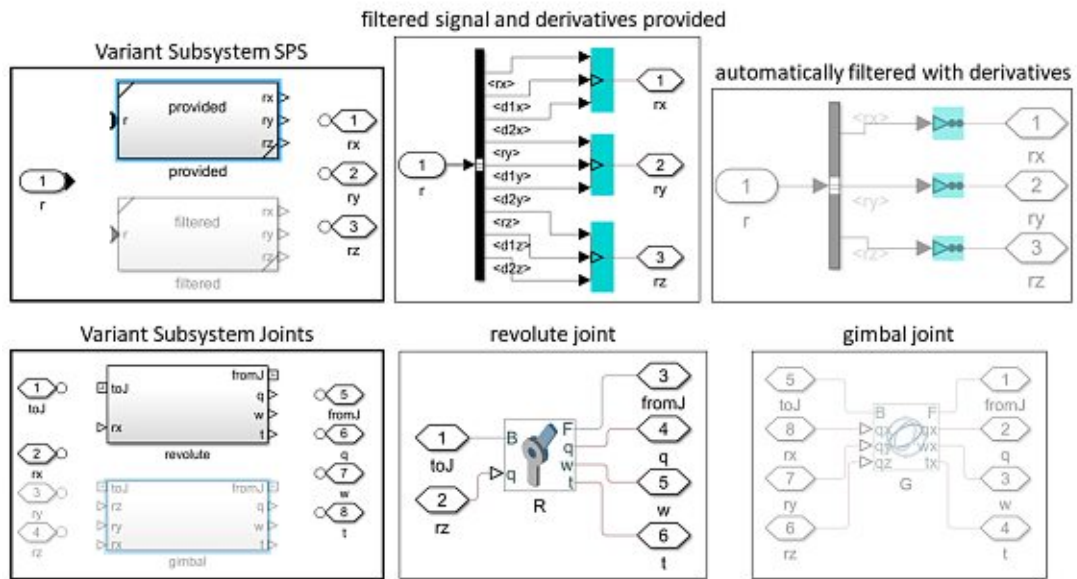 filtered signal and derivatives provided
Variant Subsystem SPS
automatically filtered with derivatives
provided
r
rx
ry
rz
provided
1
r
filtered
r
rx
ry
rz
filtered
1
rx
2
ry
3
rz
1
r
<rx>
<d1x>
<d2x>
<ry>
<d1y>
<d2y>
<rz>
<d1z>
<d2z>
1
rx
2
ry
3
rz
1
r
<rx>
<ry>
<rz>
1
rx
2
ry
3
rz
Variant Subsystem Joints
revolute joint
gimbal joint
1
toJ
2
rx
3
ry
4
rz
toJ
rx
fromJ
q
w
t
revolute
toJ
rz
ry
rx
fromJ
q
w
t
gimbal
5
fromJ
6
q
7
w
8
t
1
toJ
2
rz
B
q
F
q
w
t
R
3
fromJ
4
q
5
w
6
t
5
toJ
8
rx
7
ry
6
rz
B
qx
qy
qz
F
qx
wx
tx
G
1
fromJ
2
q
3
w
4
t